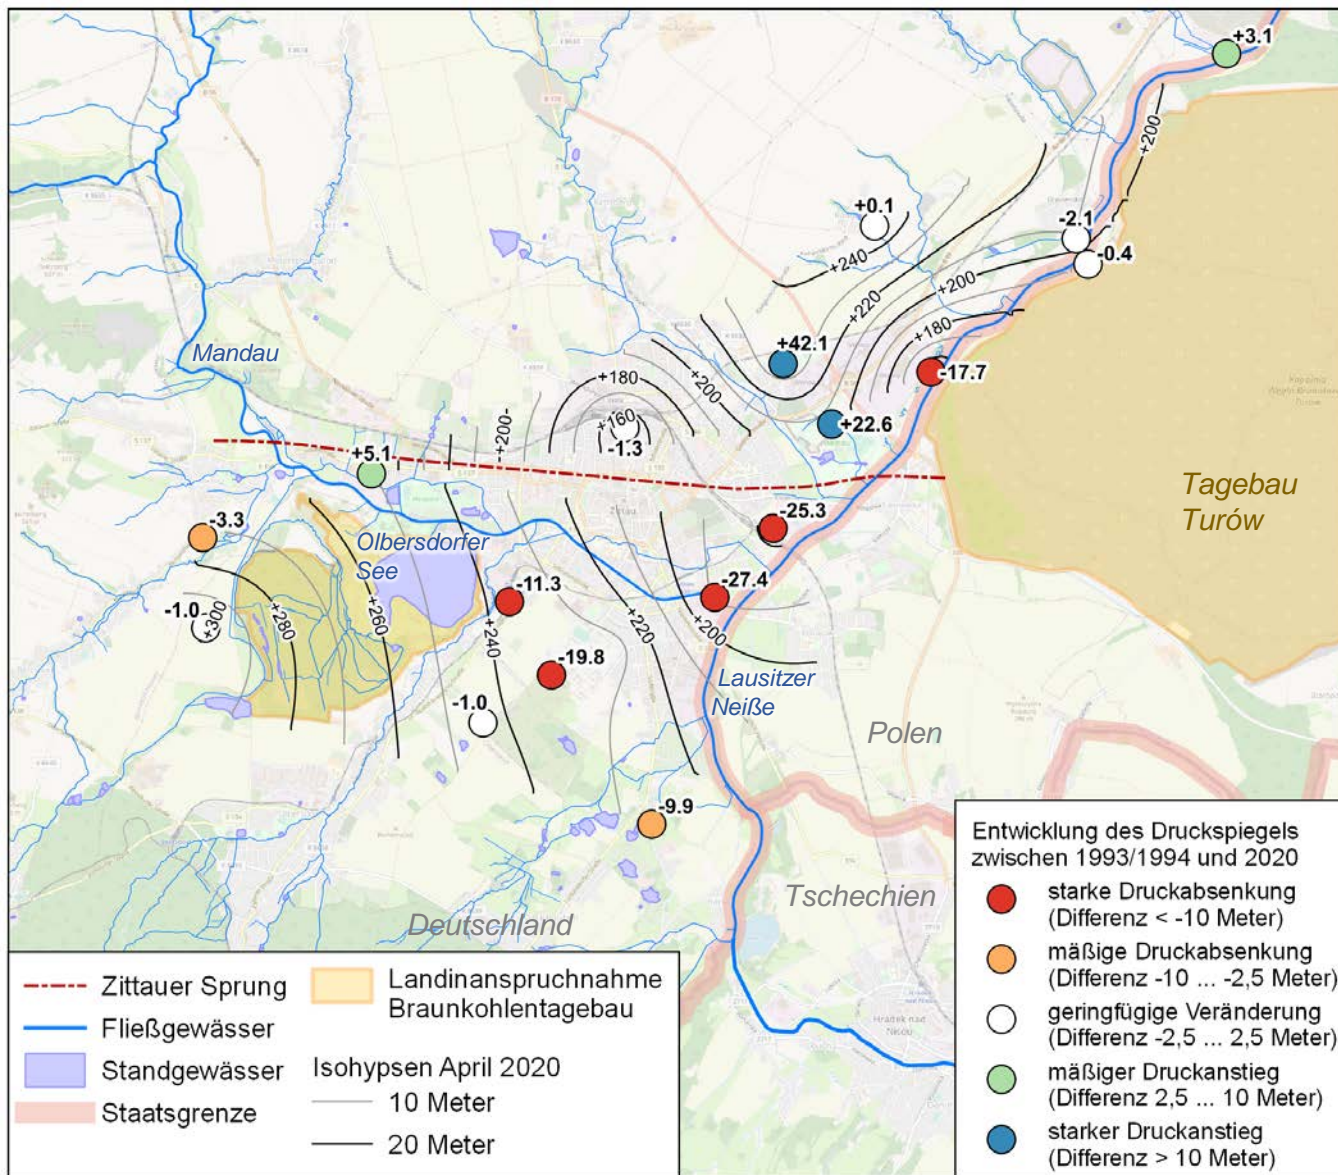 +3.1
+200
+0.1
-2.1
-0.4
+240
+200
+220
+180
+42.1
Mandau
-17.7
+180
+200
+160
+22.6
-1.3
-+200-
+5.1
Zittau
Tagebau
Turów
-3.3
-25.3
Olbersdorfer
See
-11.3
-27.4
-1.0
+300
+280
+260
+240
+220
+200
-19.8
Lausitzer
Neiße
-1.0
Polen
-9.9
Tschechien
Deutschland
Hrádek nad
Nisou
Zittauer Sprung
Fließgewässer
Standgewässer
Staatsgrenze
Landinanspruchnahme
Braunkohlentagebau
Isohypsen April 2020
10 Meter
20 Meter
Entwicklung des Druckspiegels
zwischen 1993/1994 und 2020
starke Druckabsenkung
(Differenz < -10 Meter)
mäßige Druckabsenkung
(Differenz -10 ... -2,5 Meter)
geringfügige Veränderung
(Differenz -2,5 ... 2,5 Meter)
mäßiger Druckanstieg
(Differenz 2,5 ... 10 Meter)
starker Druckanstieg
(Differenz > 10 Meter)